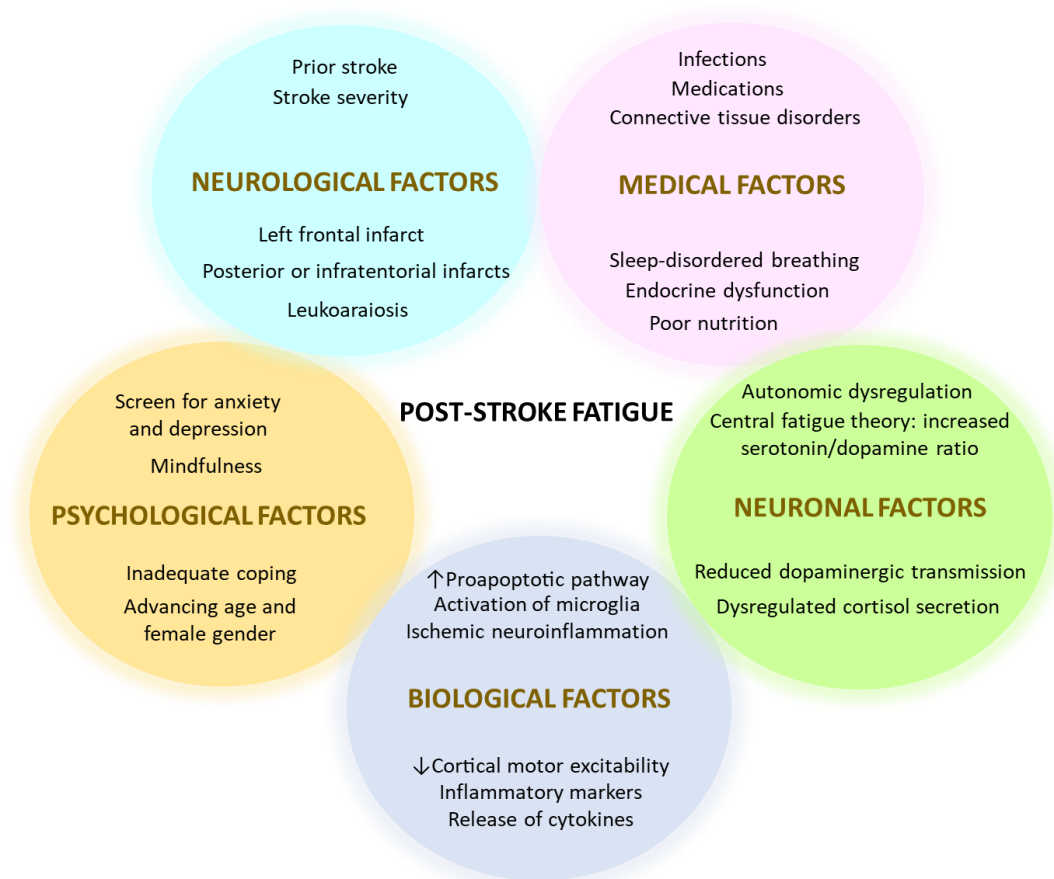 Prior stroke
Stroke severity
NEUROLOGICAL FACTORS
Left frontal infarct
Posterior or infratentorial infarcts
Leukoaraiosis
Infections
Medications
Connective tissue disorders
MEDICAL FACTORS
Sleep-disordered breathing
Endocrine dysfunction
Poor nutrition
POST-STROKE FATIGUE
Screen for anxiety
and depression
Mindfulness
PSYCHOLOGICAL FACTORS
Inadequate coping
Advancing age and
female gender
Autonomic dysregulation
Central fatigue theory: increased
serotonin/dopamine ratio
NEURONAL FACTORS
Reduced dopaminergic transmission
Dysregulated cortisol secretion
↑Proapoptotic pathway
Activation of microglia
Ischemic neuroinflammation
BIOLOGICAL FACTORS
↓Cortical motor excitability
Inflammatory markers
Release of cytokines